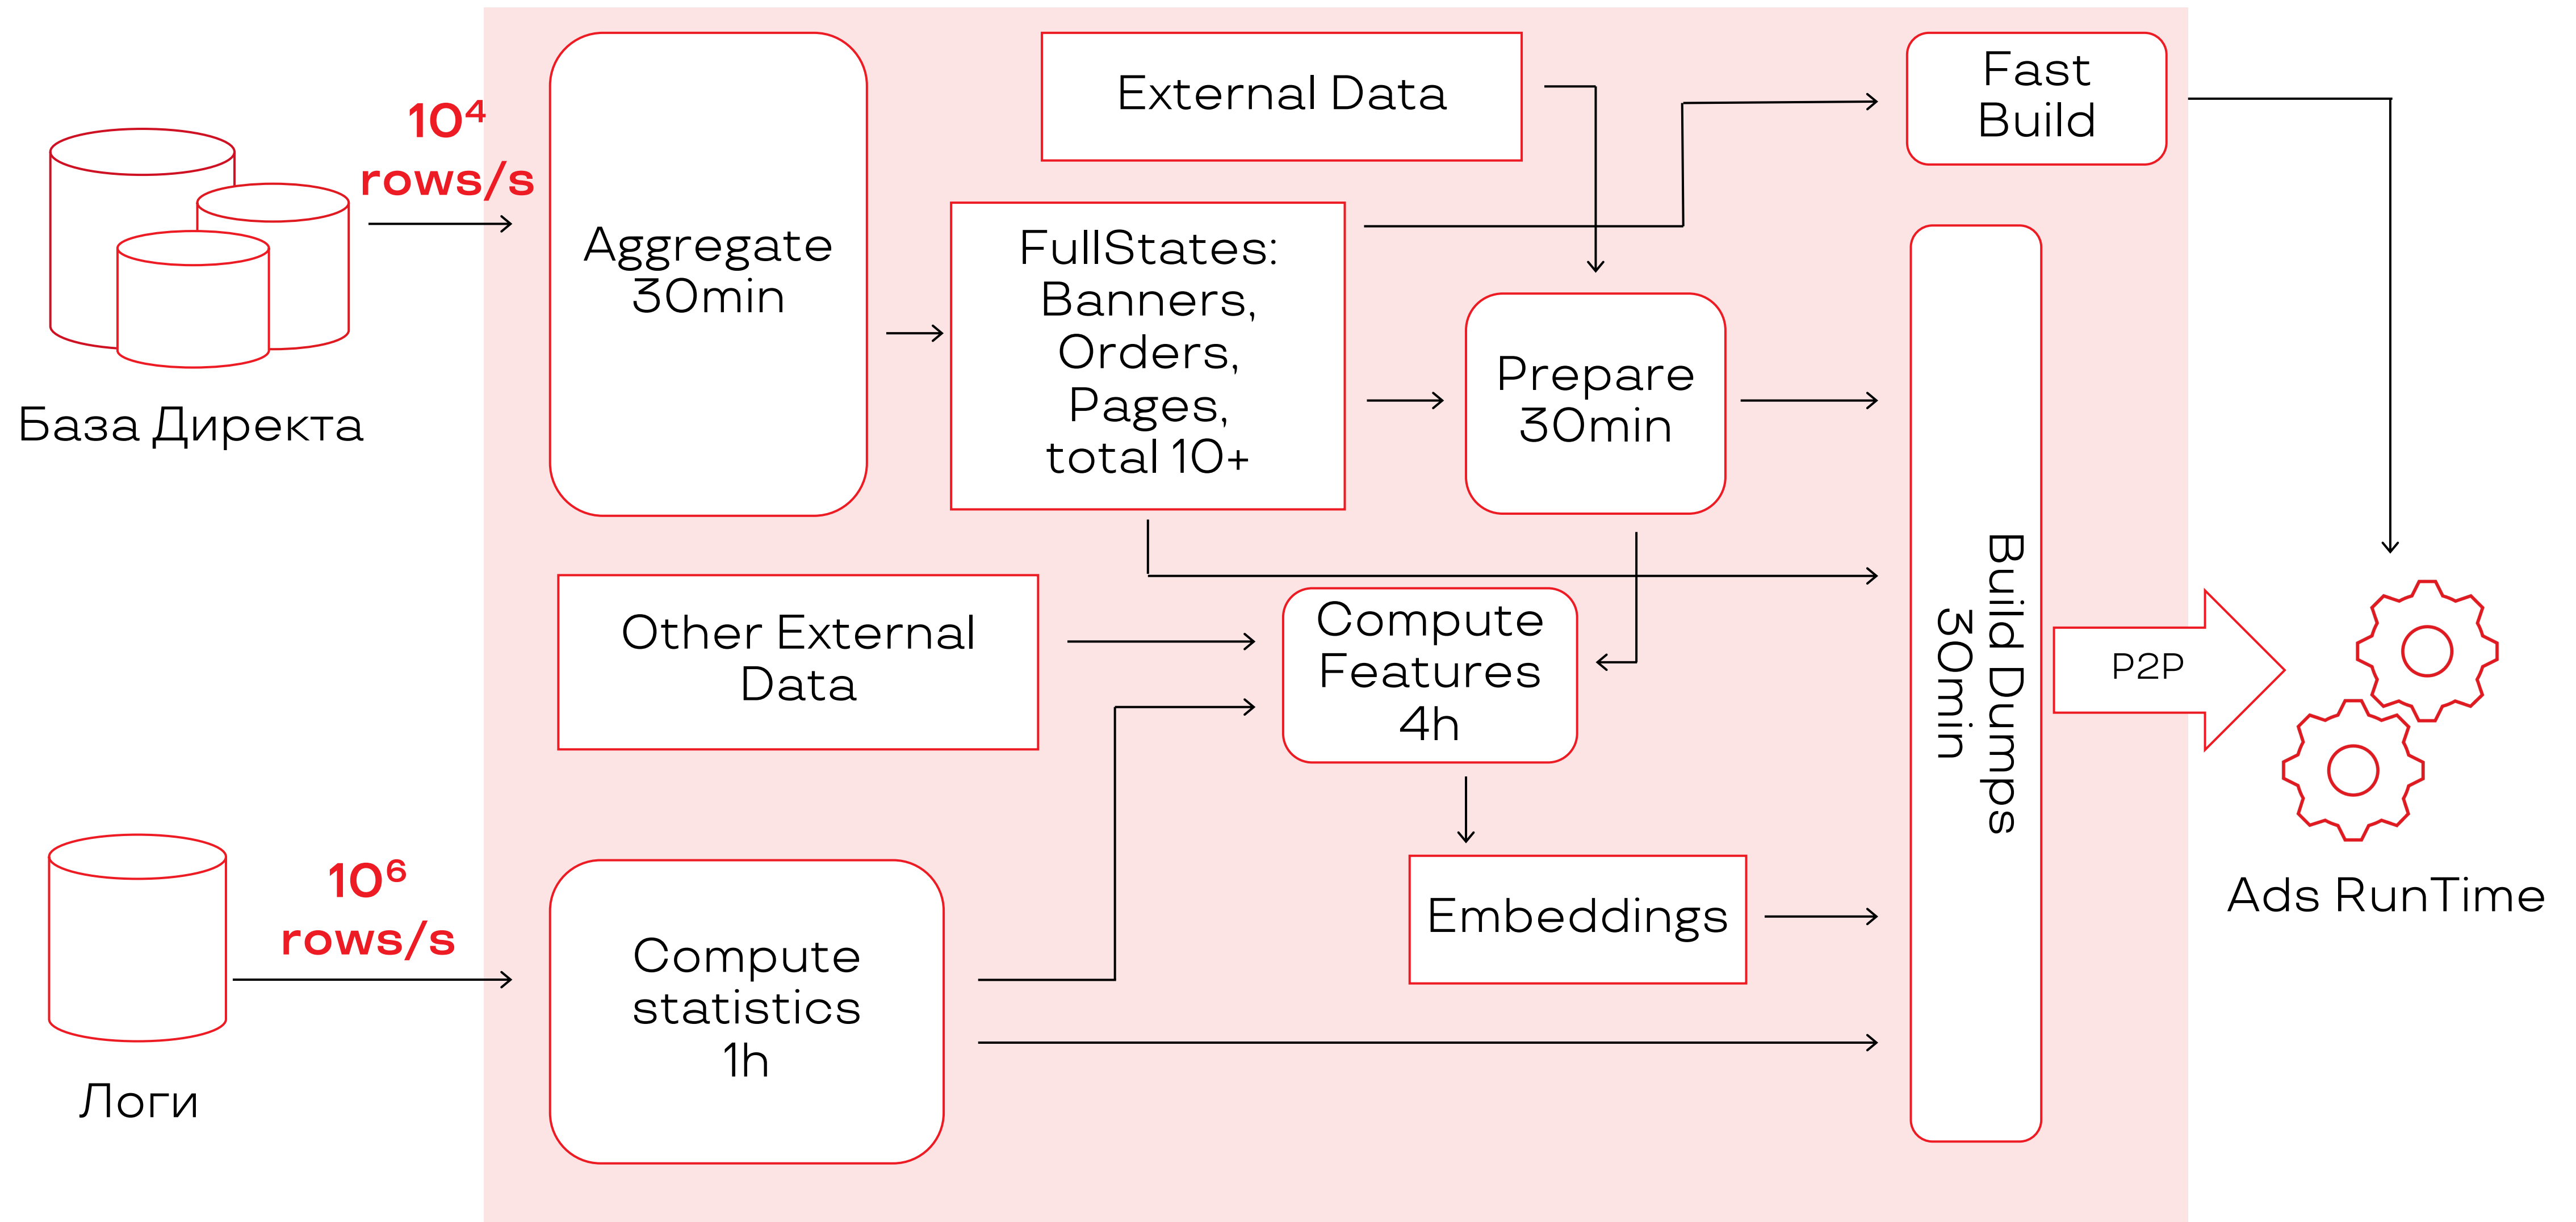 10⁴
rows/s
База Директа
Aggregate
30min
External Data
FullStates:
Banners,
Orders,
Pages,
total 10+
Prepare
30min
Fast
Build
Other External
Data
Compute
Features
4h
Build Dumps
30min
P2P
Ads RunTime
10⁶
rows/s
Логи
Compute
statistics
1h
Embeddings